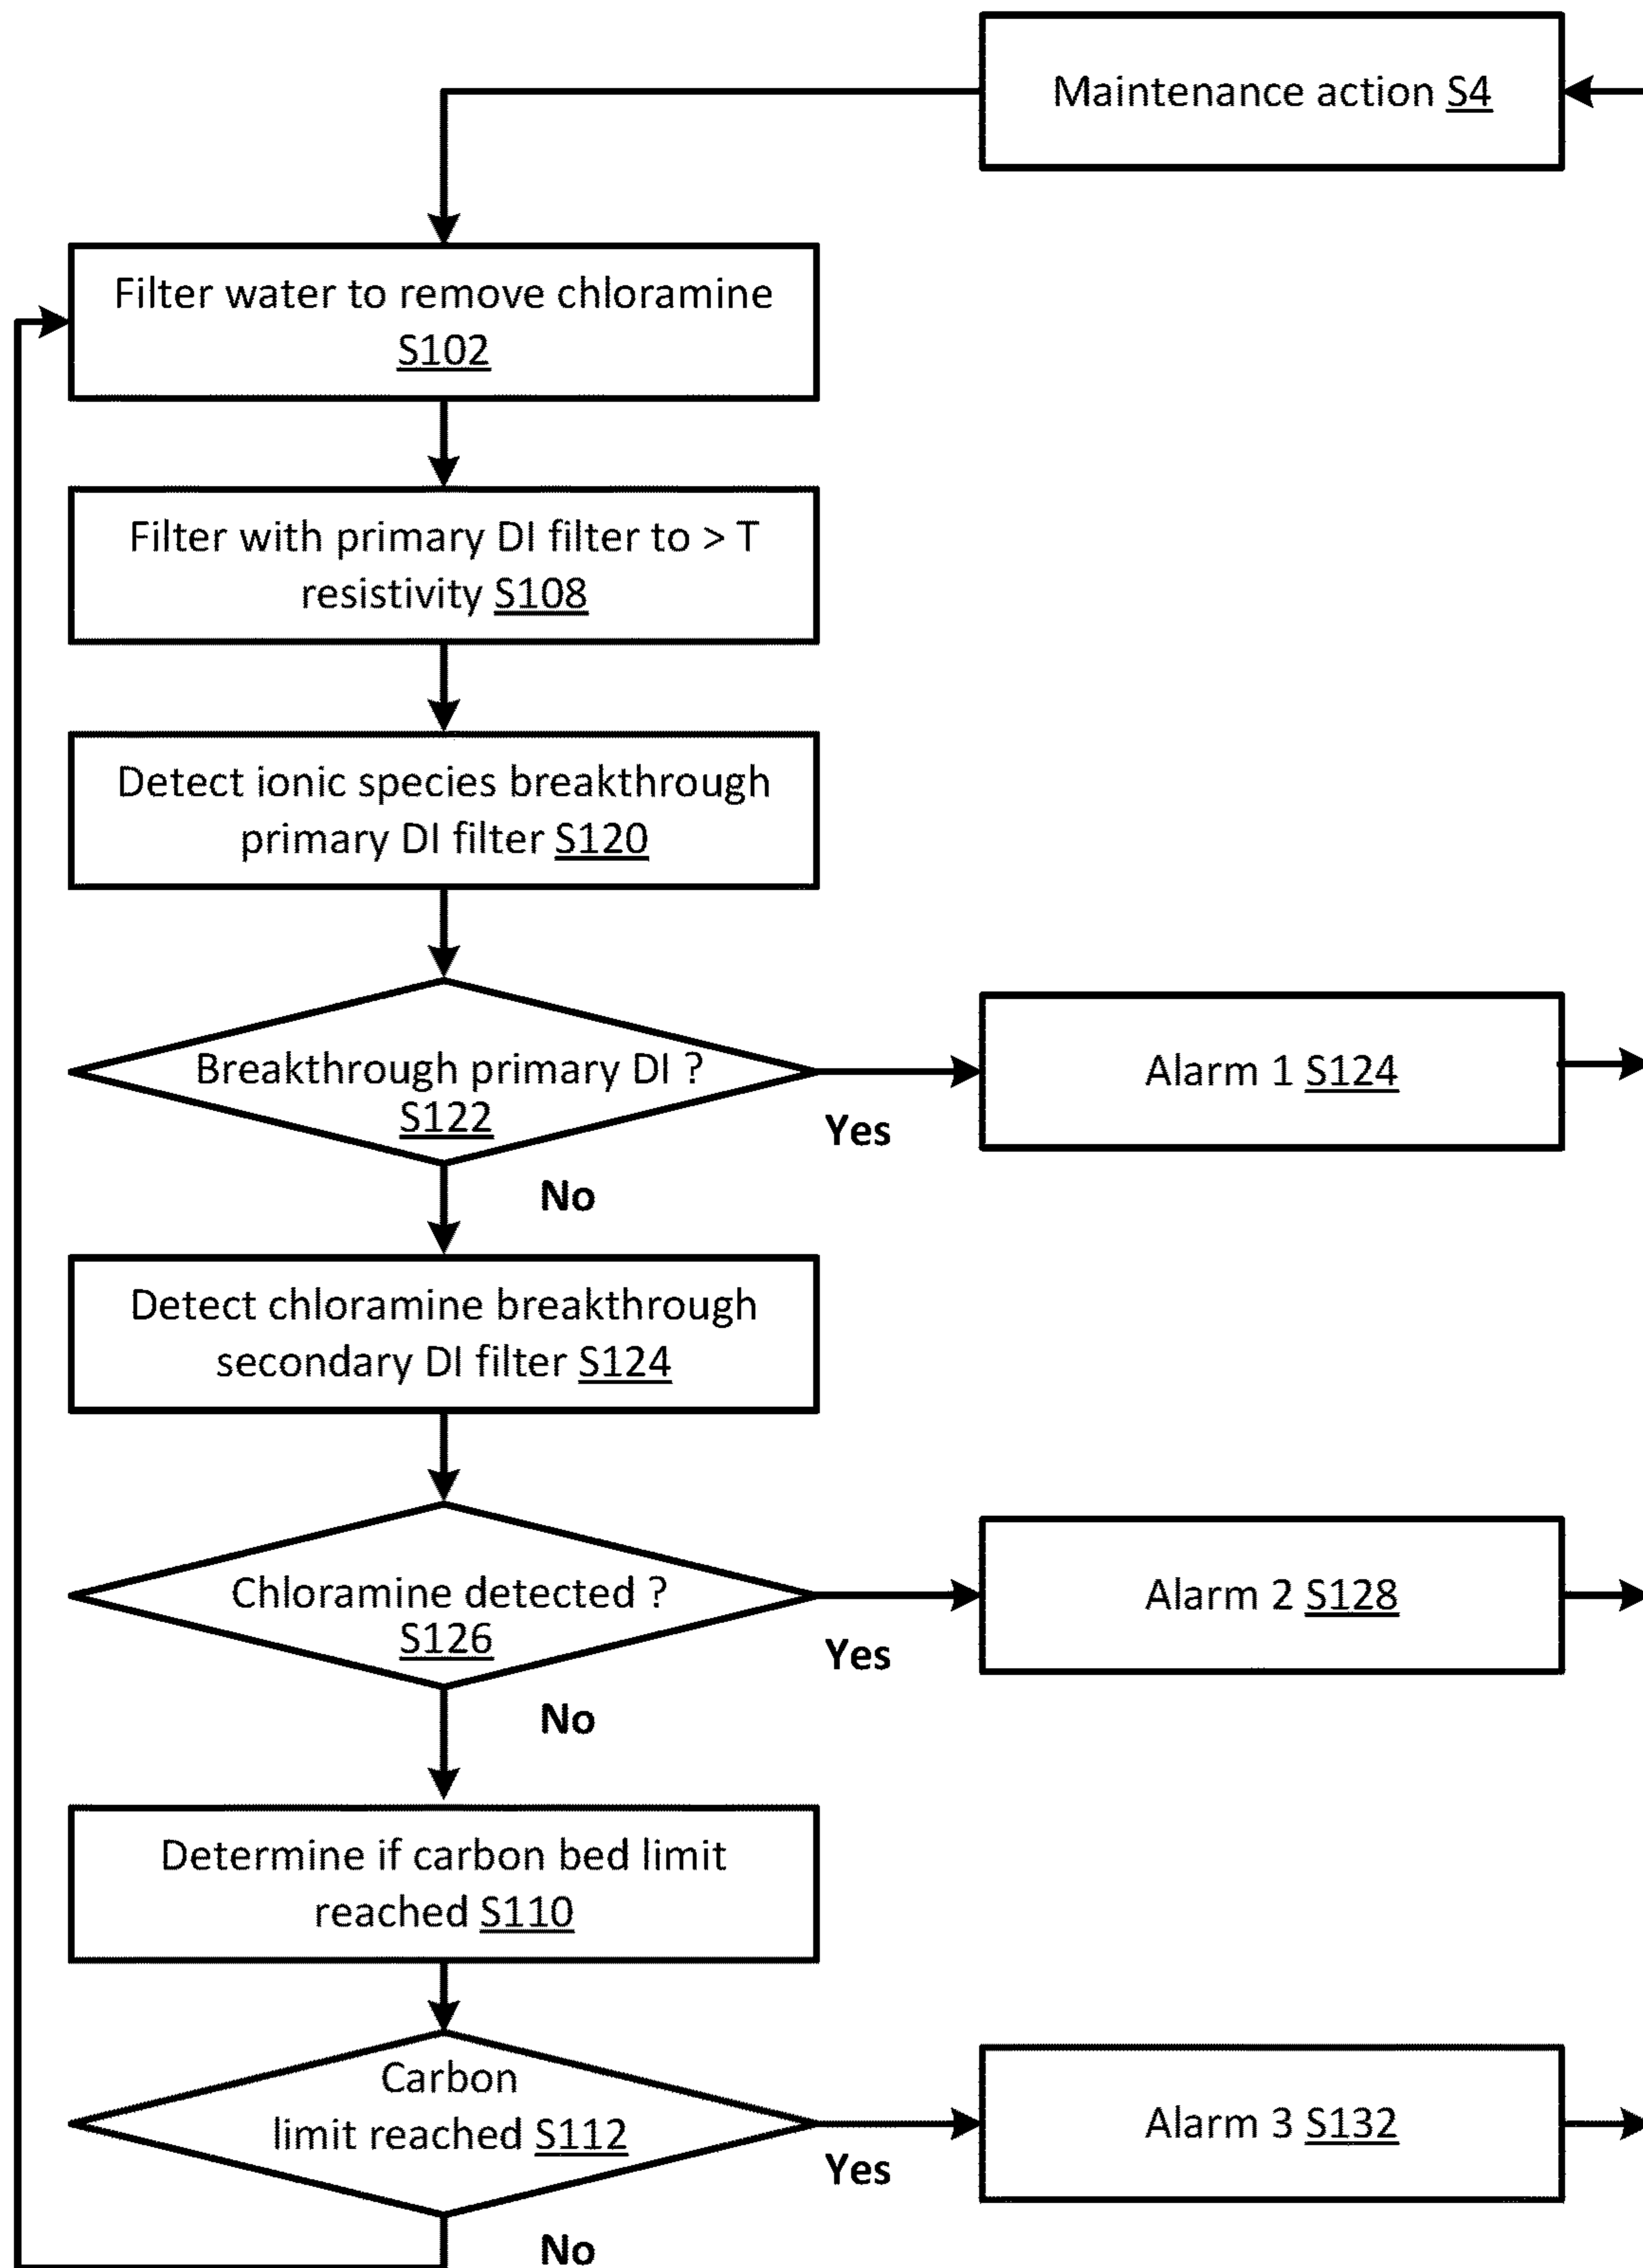 Maintenance action S4
Filter water to remove chloramine
S102
Filter with primary DI filter to > T
resistivity S108
Detect ionic species breakthrough
primary DI filter S120
Breakthrough primary DI ?
S122
Yes
Alarm 1 S124
No
Detect chloramine breakthrough
secondary DI filter S124
Chloramine detected ?
S126
Yes
Alarm 2 S128
No
Determine if carbon bed limit
reached S110
Carbon
limit reached S112
Yes
Alarm 3 S132
No